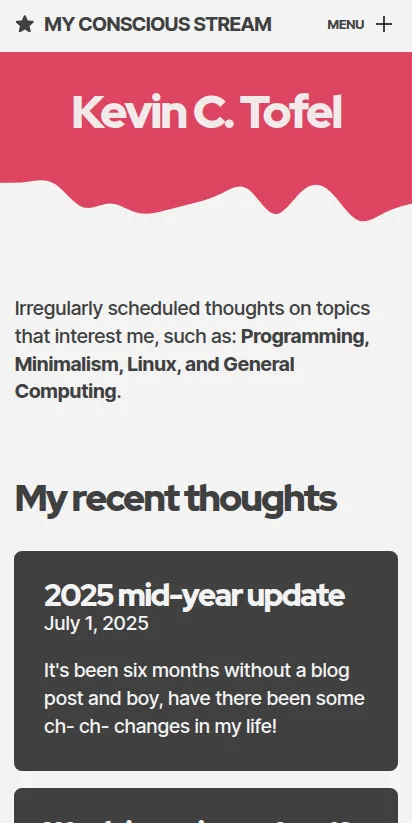 MY CONSCIOUS STREAM
MENU
Kevin C. Tofel
Irregularly scheduled thoughts on topics
that interest me, such as: Programming,
Minimalism, Linux, and General
Computing.
My recent thoughts
2025 mid-year update
July 1, 2025
It's been six months without a blog
post and boy, have there been some
ch- ch- changes in my life!